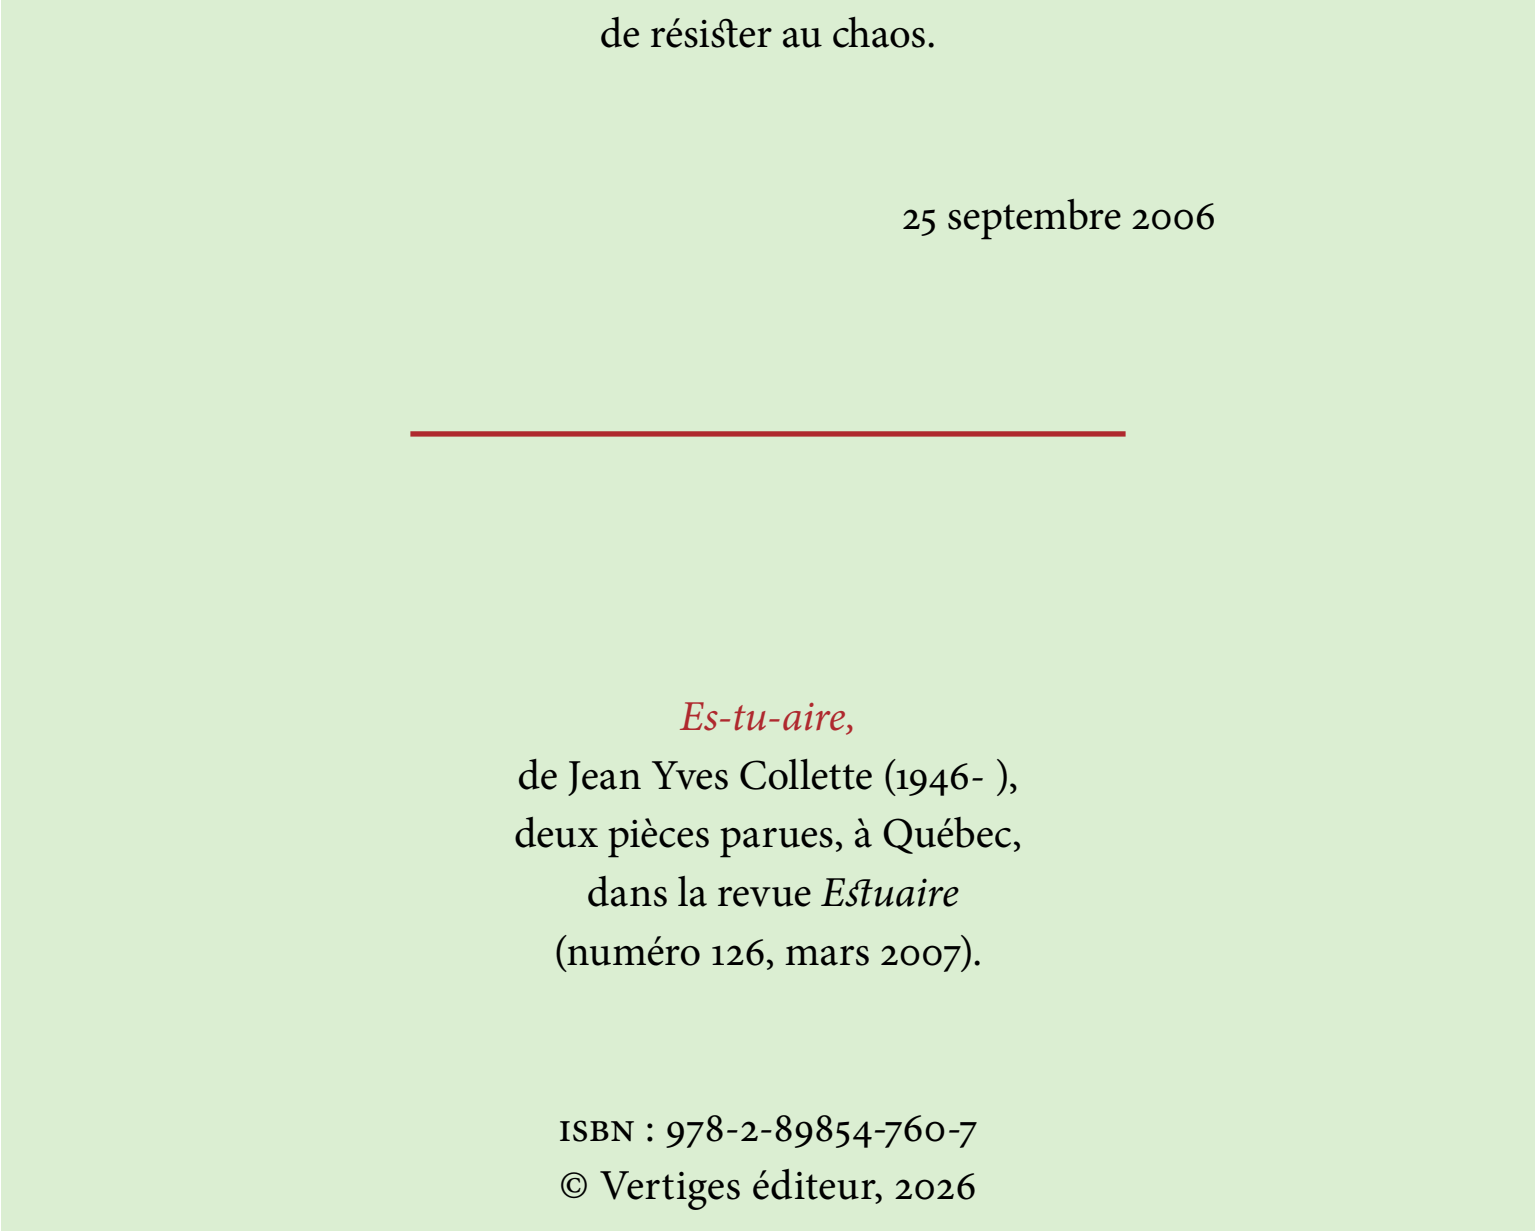 de résister au chaos.
25 septembre 2006
Es-tu-aire,
de Jean Yves Collette (1946- ),
deux pièces parues, à Québec,
dans la revue Estuaire
(numéro 126, mars 2007).
ISBN : 978-2-89854-760-7
© Vertiges éditeur, 2026